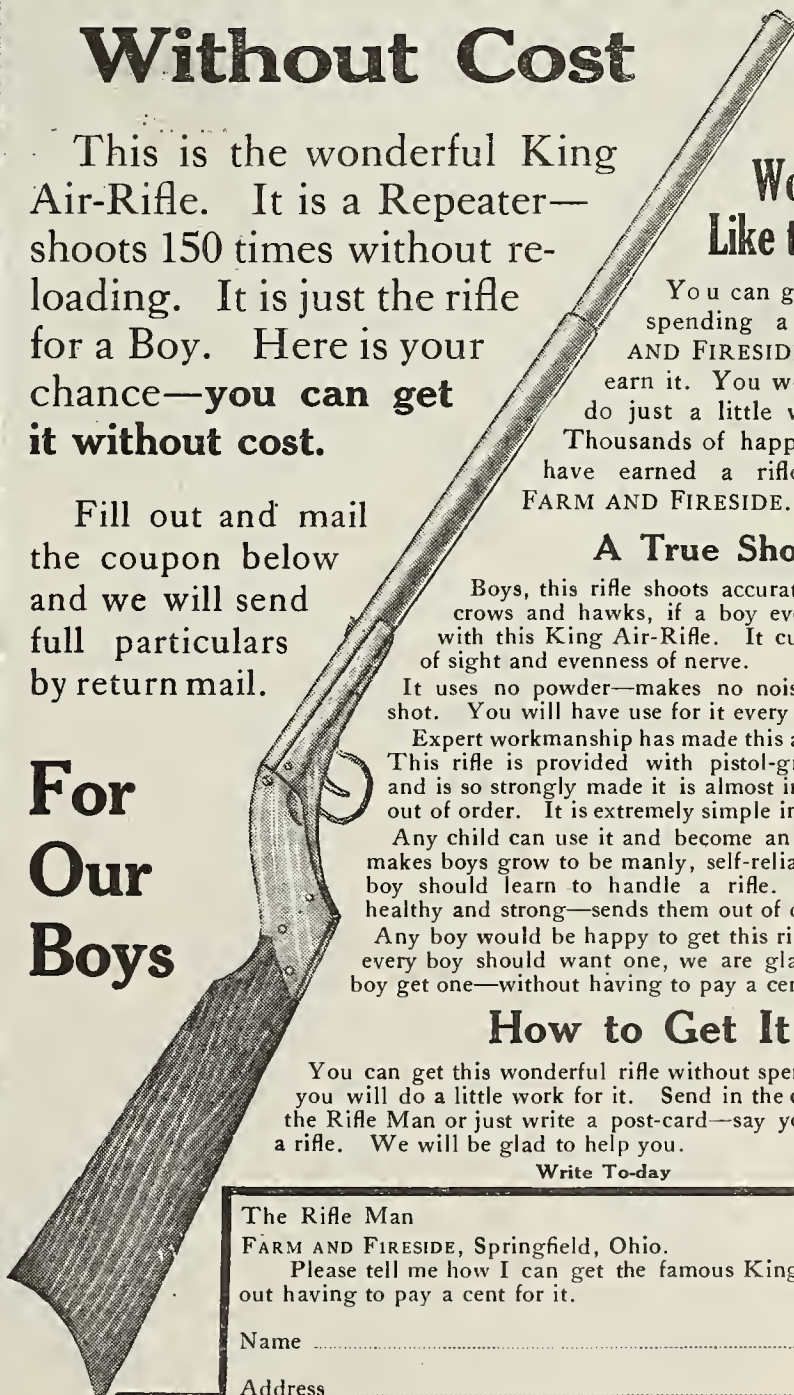 Without Cost
This is the wonderful King
Air-Rifle. It is a Repeater—
shoots 150 times without re-
loading. It is just the rifle
for a Boy. Here is your
chance—you can get
it without cost.
Fill out and mail
the coupon below
and we will send
full particulars
by return mail.
For
Our
Boys
Like
You can
spending a
AND FIRESID
earn it. You
do just a little
Thousands of happ
have earned a rifle
FARM AND FIRESIDE.
A True Sho
Boys, this rifle shoots accurat
crows and hawks, if a boy ev
with this King Air-Rifle. It cu
of sight and evenness of nerve.
It uses no powder—makes no nois
shot. You will have use for it every
Expert workmanship has made this
This rifle is provided with pistol-g
and is so strongly made it is almost
out of order. It is extremely simple
Any child can use it and become an
makes boys grow to be manly, self-relia
boy should learn to handle a rifle.
healthy and strong—sends them out of
Any boy would be happy to get this ri
every boy should want one, we are gla
boy get one—without having to pay a cen
How to Get It
You can get this wonderful rifle without spe
you will do a little work for it. Send in the
the Rifle Man or just write a post-card—say
a rifle. We will be glad to help you.
Write To-day
The Rifle Man
FARM AND FIRESIDE, Springfield, Ohio.
Please tell me how I can get the famous King
out having to pay a cent for it.
Name
Address